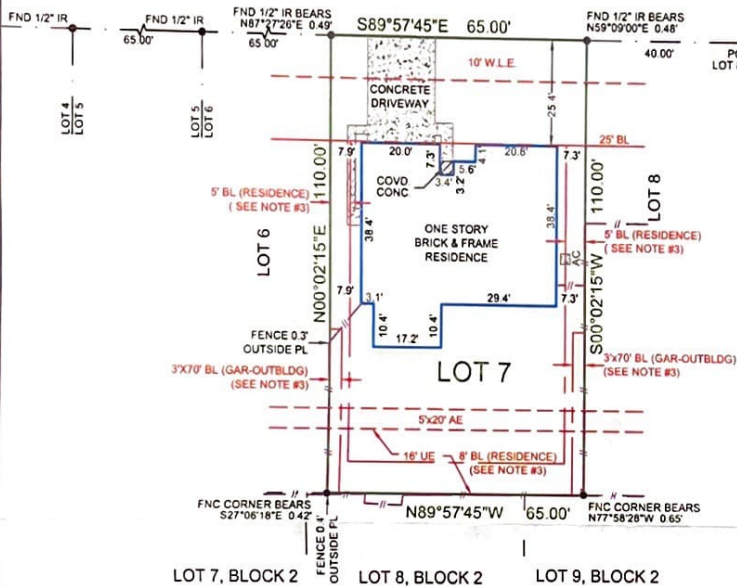 FND 1/2" IR
FND 1/2" IR
FND 1/2" IR BEARS
N87°27'26"E 0.49'
S89°57'45"E 65.00'
FND 1/2" IR BEARS
N59°09'00"E 0.48'
65.00'
65.00'
40.00'
LOT 4
LOT 5
LOT 5
LOT 6
10' W.L.E.
CONCRETE
DRIVEWAY
25.4'
25' BL
7.9'
20.0'
7.3'
5.6'
4.1'
20.6'
7.3'
3.4'
3.2'
COVD
CONC
110.00'
110.00'
5' BL (RESIDENCE)
( SEE NOTE #3)
LOT 6
N00°02'15"E
38.4'
ONE STORY
BRICK & FRAME
RESIDENCE
38.4'
LOT 8
5' BL (RESIDENCE)
( SEE NOTE #3)
AC
S00°02'15"W
7.9'
3.1'
29.4'
7.3'
10.4'
10.4'
17.2'
FENCE 0.3'
OUTSIDE PL
3'X70' BL (GAR-OUTBLDG)
(SEE NOTE #3)
LOT 7
3'x70' BL (GAR-OUTBLDG)
(SEE NOTE #3)
5'x20' AE
16' UE
8' BL (RESIDENCE)
(SEE NOTE #3)
FNC CORNER BEARS
S27°06'18"E 0.42'
FENCE 0.4'
OUTSIDE PL
N89°57'45"W 65.00'
FNC CORNER BEARS
N77°58'28"W 0.65'
LOT 7, BLOCK 2
LOT 8, BLOCK 2
LOT 9, BLOCK 2